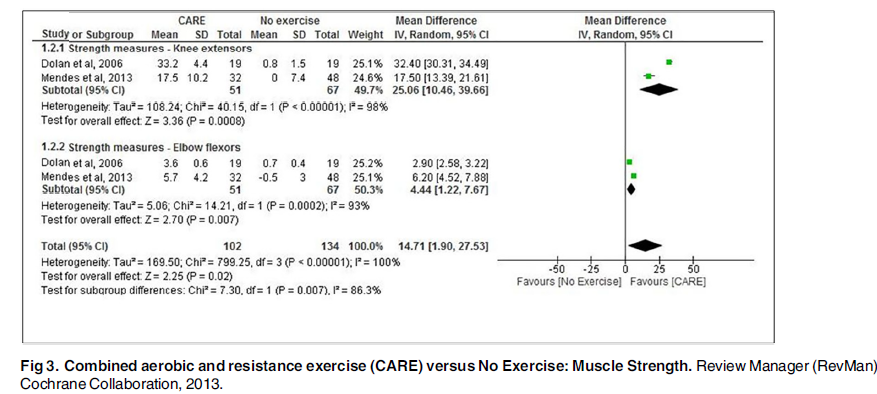 CARE No exercise Mean Difference Mean Difference
Study or Subgroup Mean SD Total Mean SD Total Weight IV, Random, 95% CI IV, Random, 95% CI
1.2.1 Strength measures - Knee extensors
Dolan et al, 2006 33.2 4.4 19 0.8 1.5 19 25.1% 32.40 [30.31, 34.49]
Mendes et al, 2013 17.5 10.2 32 0 7.4 48 24.6% 17.50 [13.39, 21.61]
Subtotal (95% CI) 51 67 49.7% 25.06 [10.46, 39.66]
Heterogeneity: Tau² = 108.24; Chi² = 40.15, df = 1 (P < 0.00001); I² = 98%
Test for overall effect: Z = 3.36 (P = 0.0008)
1.2.2 Strength measures - Elbow flexors
Dolan et al, 2006 3.6 0.6 19 0.7 0.4 19 25.2% 2.90 [2.58, 3.22]
Mendes et al, 2013 5.7 4.2 32 -0.5 3 48 25.1% 6.20 [4.52, 7.88]
Subtotal (95% CI) 51 67 50.3% 4.44 [1.22, 7.67]
Heterogeneity: Tau² = 5.06; Chi² = 14.21, df = 1 (P = 0.0002); I² = 93%
Test for overall effect: Z = 2.70 (P = 0.007)
Total (95% CI) 102 134 100.0% 14.71 [1.90, 27.53]
Heterogeneity: Tau² = 169.50; Chi² = 799.25, df = 3 (P < 0.00001); I² = 100%
Test for overall effect: Z = 2.25 (P = 0.02)
Test for subgroup differences: Chi² = 7.30, df = 1 (P = 0.007), I² = 86.3%
-50 -25 0 25 50
Favours [No Exercise] Favours [CARE]
Fig 3. Combined aerobic and resistance exercise (CARE) versus No Exercise: Muscle Strength. Review Manager (RevMan)
Cochrane Collaboration, 2013.